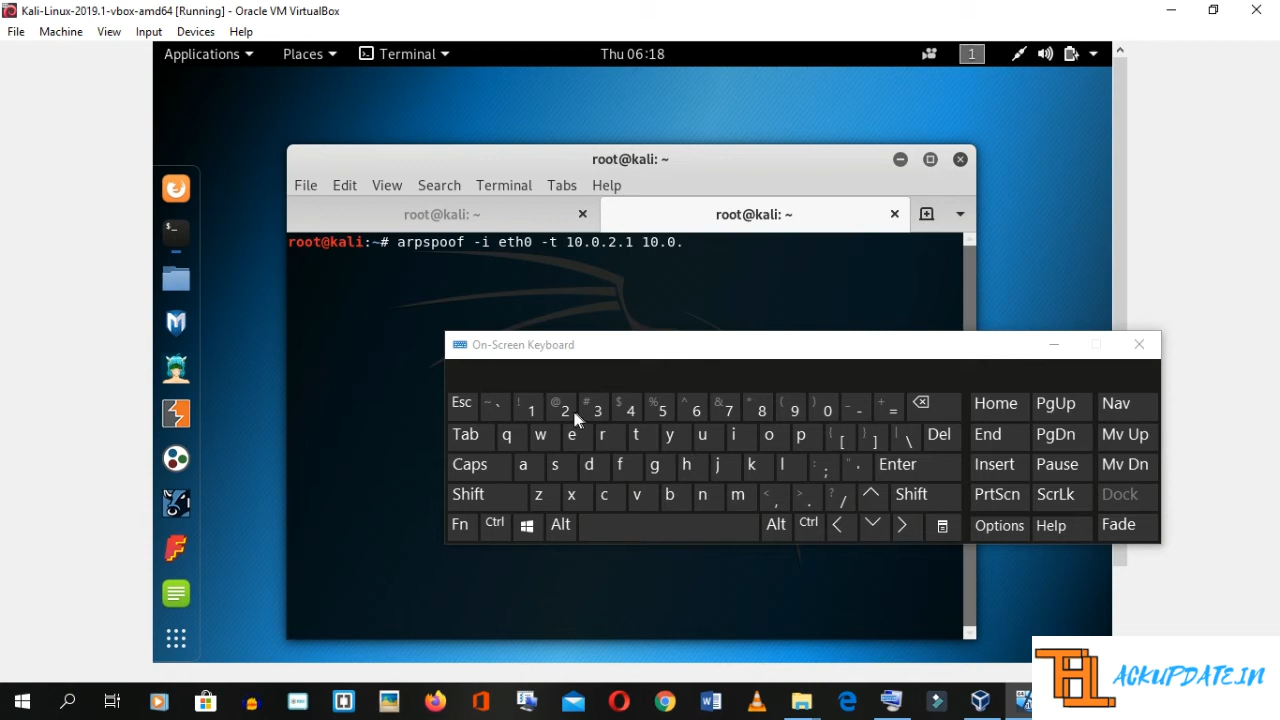 Kali-Linux-2019.1-vbox-amd64 [Running] - Oracle VM VirtualBox
File Machine View Input Devices Help
Applications Places Terminal Thu 06:18 1
root@kali: ~
File Edit View Search Terminal Tabs Help
root@kali: ~ root@kali: ~
root@kali:~# arpspoof -i eth0 -t 10.0.2.1 10.0.
On-Screen Keyboard
Esc ~ ` ! 1 @ 2 # 3 $ 4 % 5 ^ 6 & 7 * 8 ( 9 ) 0 _ - + = Home PgUp Nav
Tab q w e r t y u i o p { [ } ] | \ Del End PgDn Mv Up
Caps a s d f g h j k l : ; " ' Enter Insert Pause Mv Dn
Shift z x c v b n m < , > . ? / Shift PrtScn ScrLk Dock
Fn Ctrl Alt Alt Ctrl Options Help Fade
THL ACKUPDATE.IN